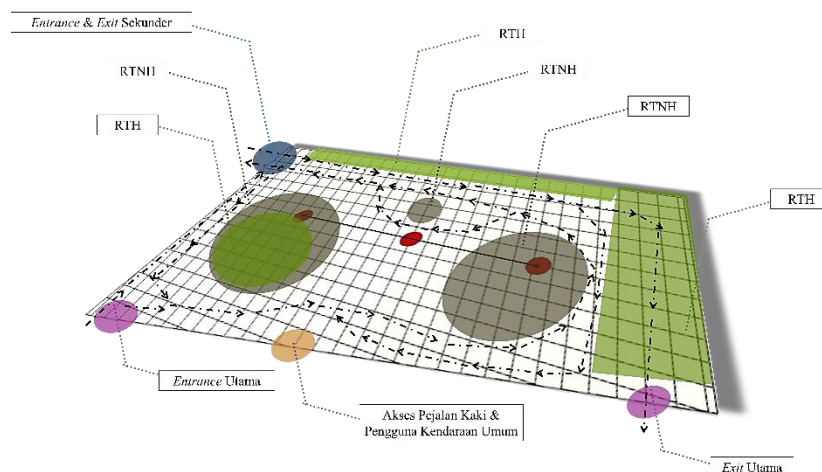 Entrance & Exit Sekunder
RTH
RTNH
RTNH
RTNH
RTH
RTH
Entrance Utama
Akses Pejalan Kaki &
Pengguna Kendaraan Umum
Exit Utama